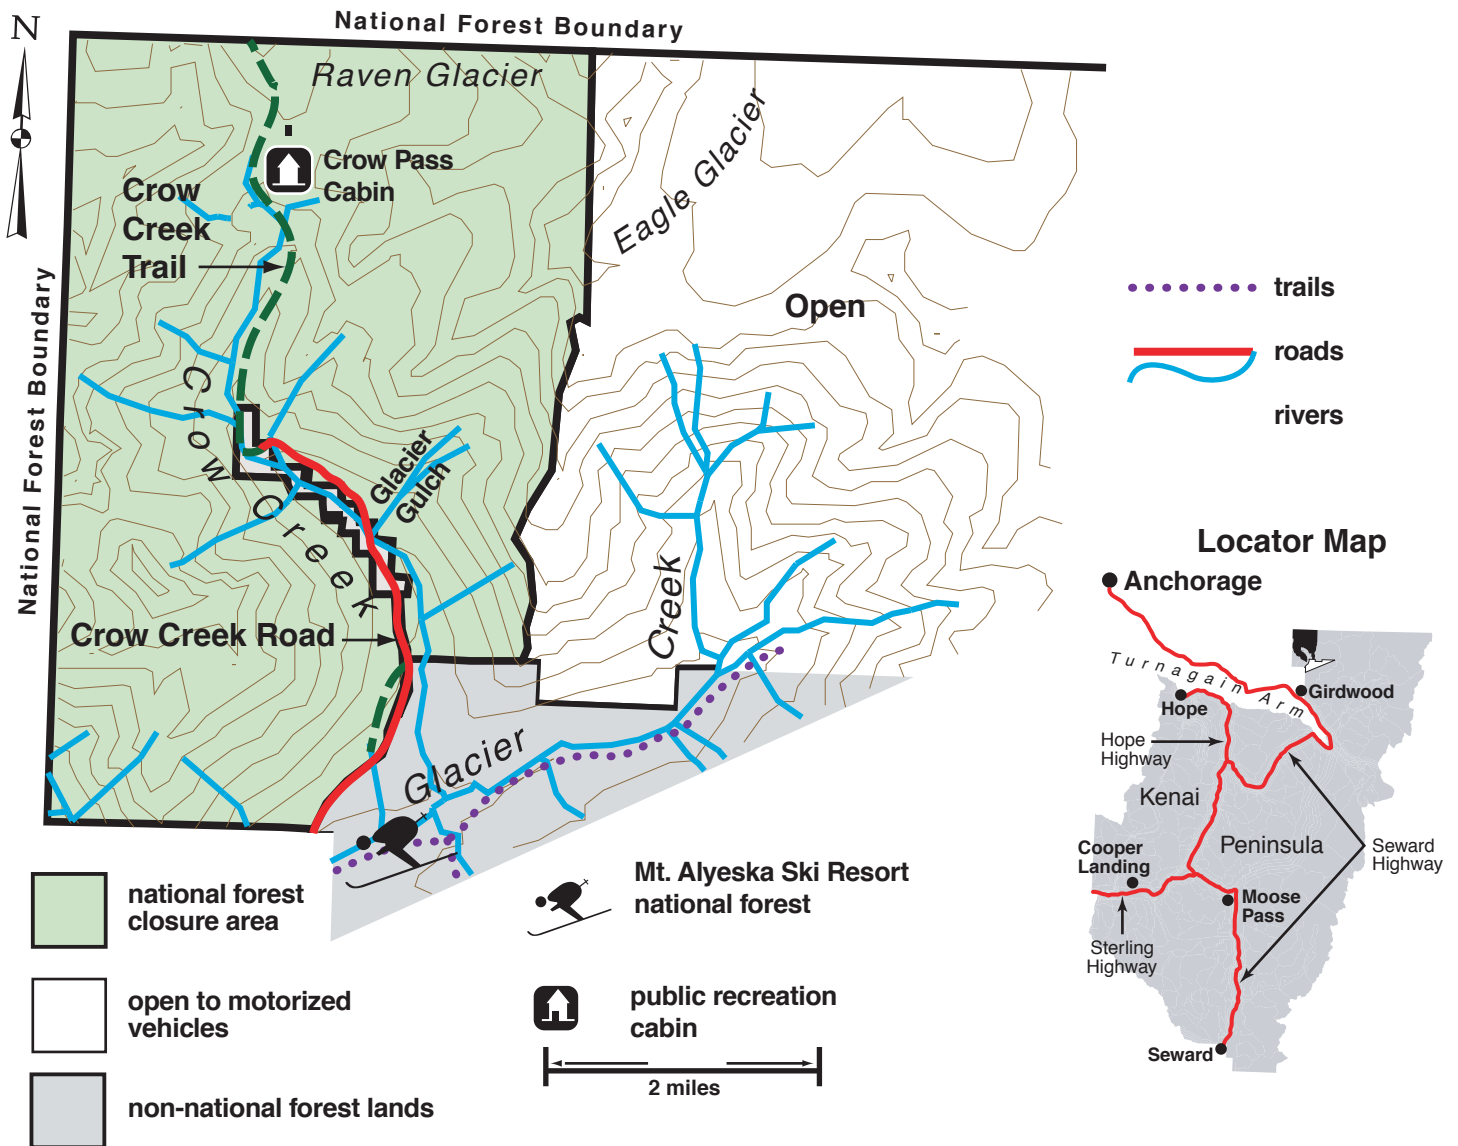 N
National Forest Boundary
Raven Glacier
Crow Pass
Cabin
Crow
Creek
Trail
Eagle Glacier
Open
National Forest Boundary
Crow Creek
Glacier
Gulch
Crow Creek Road
Glacier
Creek
trails
roads
rivers
national forest
closure area
open to motorized
vehicles
non-national forest lands
Mt. Alyeska Ski Resort
national forest
public recreation
cabin
2 miles
Locator Map
Anchorage
Turnagain Arm
Girdwood
Hope
Hope
Highway
Kenai
Peninsula
Seward
Highway
Cooper
Landing
Moose
Pass
Sterling
Highway
Seward